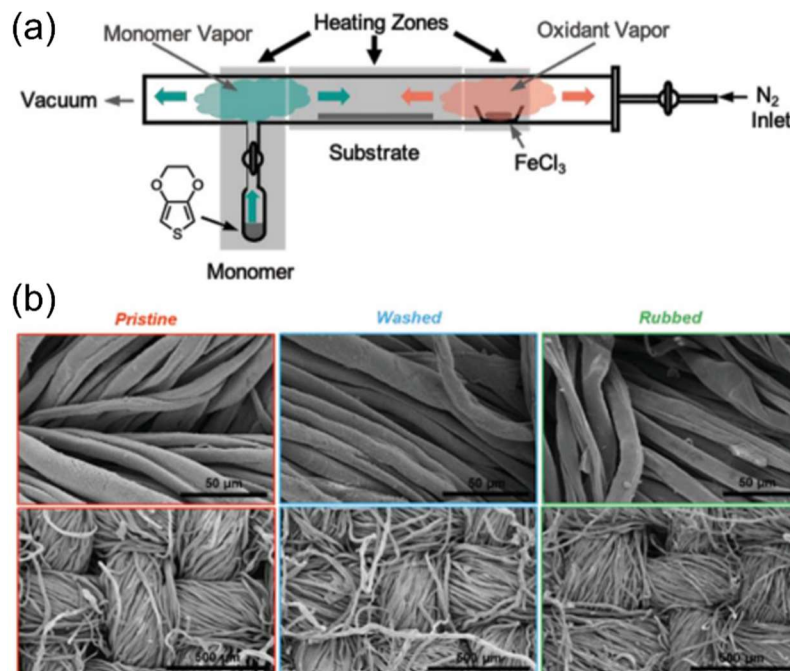 (a)
Heating Zones
Monomer Vapor
Oxidant Vapor
Vacuum
N2
Inlet
Substrate
FeCl3
O
O
S
Monomer
(b)
Pristine
Washed
Rubbed
50 µm
50 µm
50 µm
500 µm
500 µm
500 µm